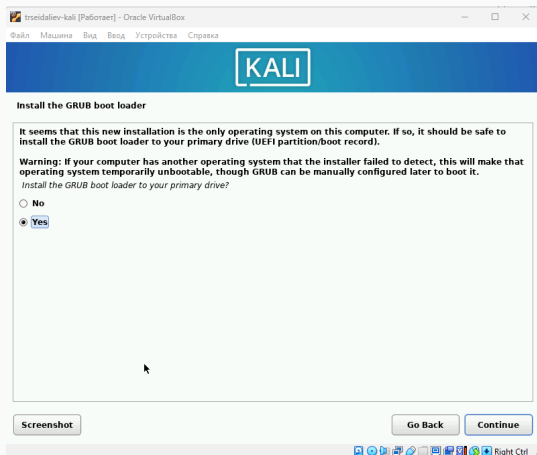 trseidaliev-kali [Работает] - Oracle VirtualBox
Файл Машина Вид Ввод Устройства Справка
KALI
Install the GRUB boot loader
It seems that this new installation is the only operating system on this computer. If so, it should be safe to
install the GRUB boot loader to your primary drive (UEFI partition/boot record).
Warning: If your computer has another operating system that the installer failed to detect, this will make that
operating system temporarily unbootable, though GRUB can be manually configured later to boot it.
Install the GRUB boot loader to your primary drive?
No
Yes
Screenshot Go Back Continue
Right Ctrl